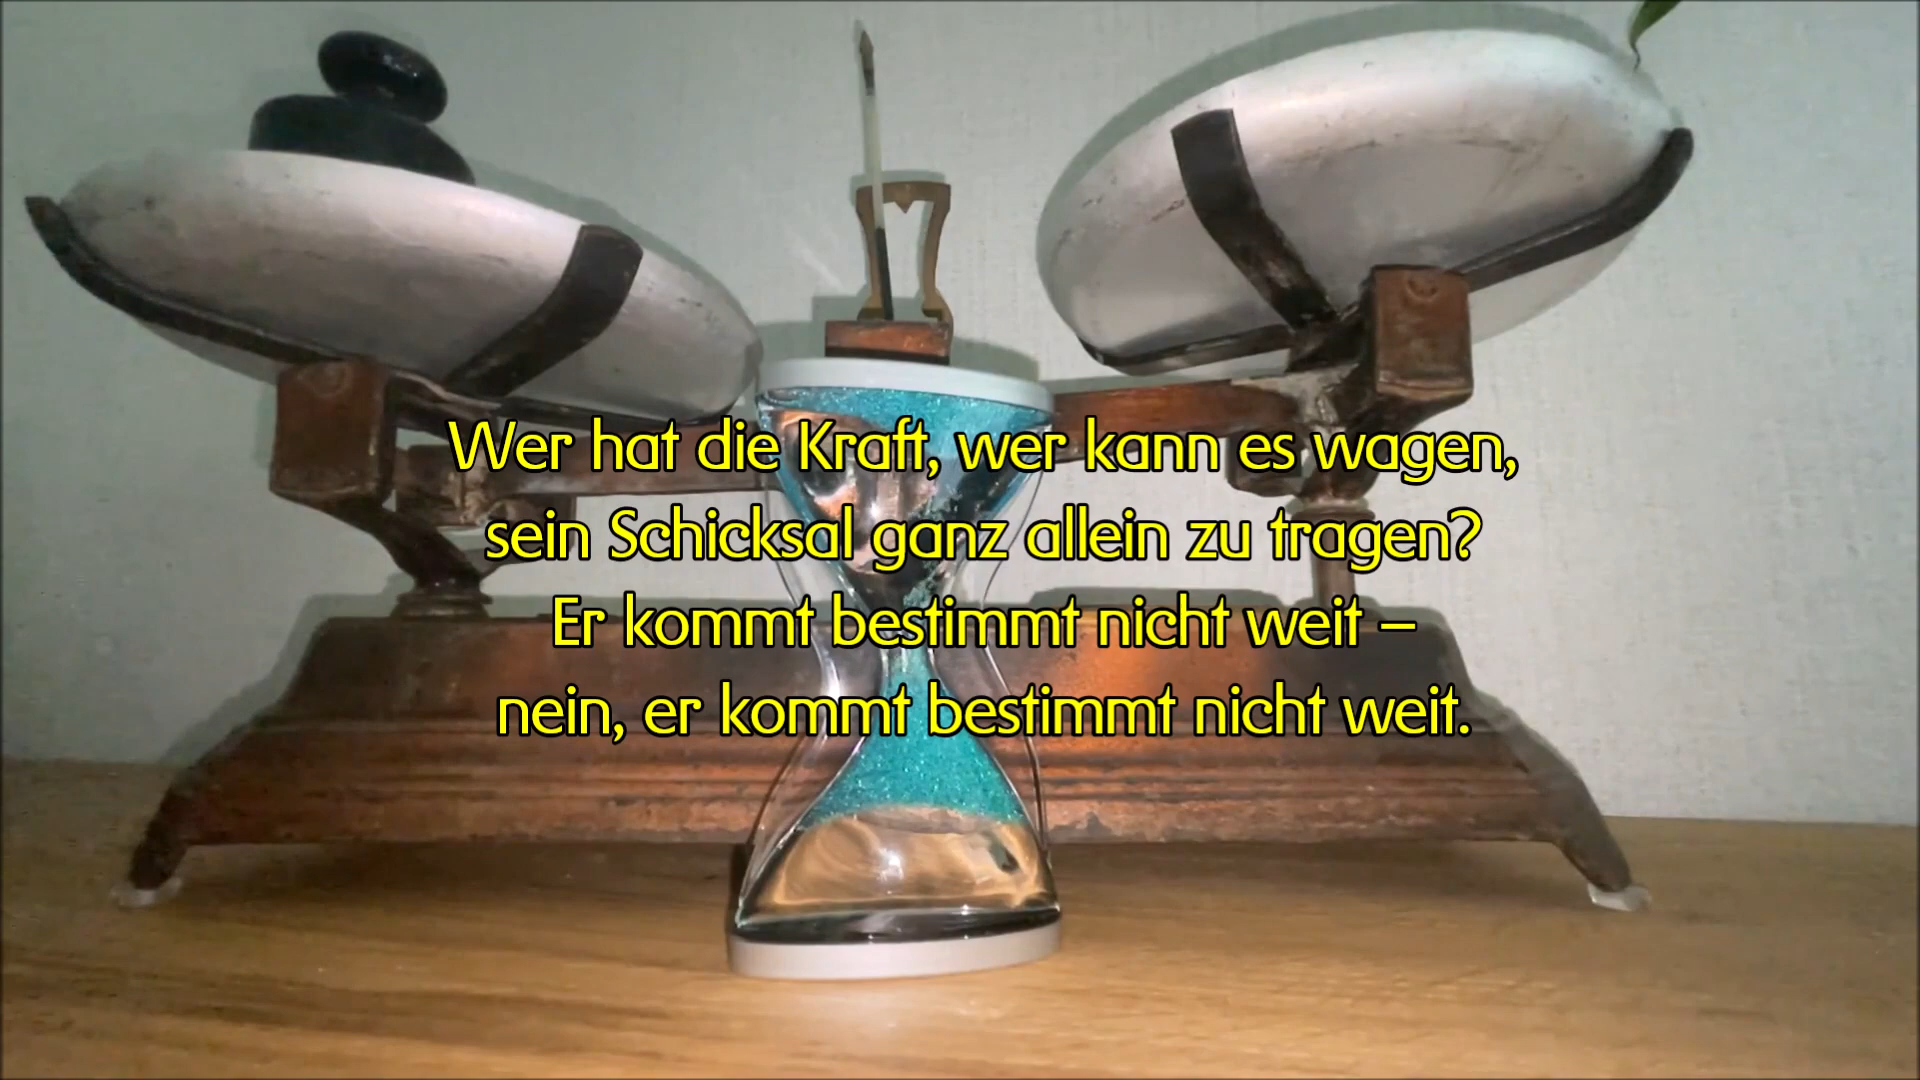 Wer hat die Kraft, wer kann es wagen,
sein Schicksal ganz allein zu tragen?
Er kommt bestimmt nicht weit –
nein, er kommt bestimmt nicht weit.